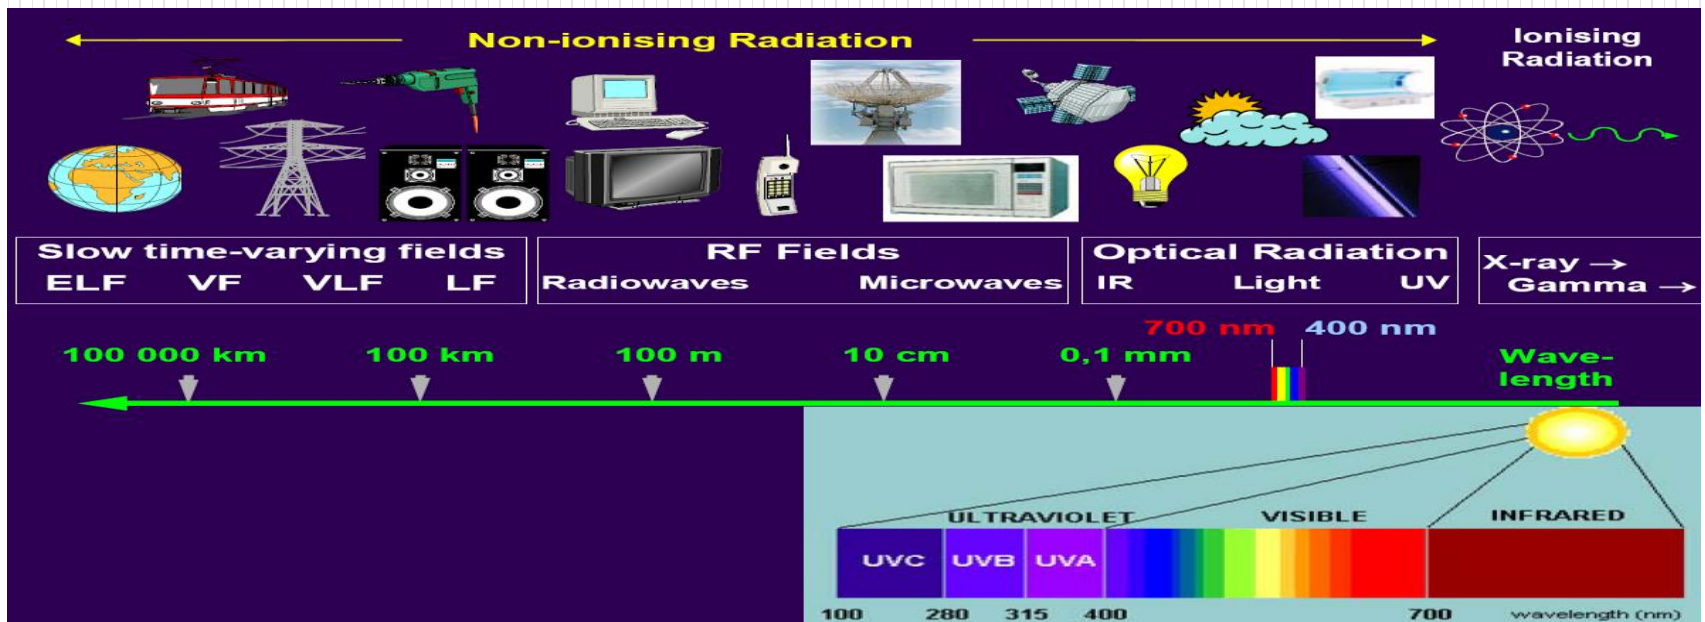 Non-ionising Radiation
Ionising
Radiation
Slow time-varying fields
ELF VF VLF LF
RF Fields
Radiowaves Microwaves
Optical Radiation
IR Light UV
X-ray →
Gamma →
700 nm 400 nm
100 000 km 100 km 100 m 10 cm 0,1 mm
Wave-
length
ULTRAVIOLET VISIBLE INFRARED
UVC UVB UVA
100 280 315 400 700 wavelength (nm)